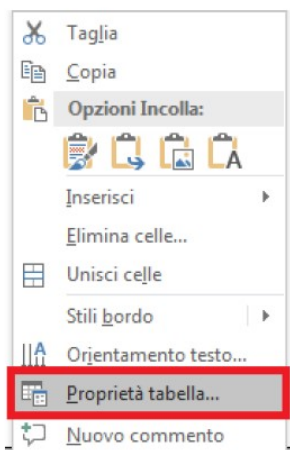 Taglia
Copia
Opzioni Incolla:
A
Inserisci
Elimina celle...
Unisci celle
Stili bordo
A
Orientamento testo...
Proprietà tabella...
Nuovo commento